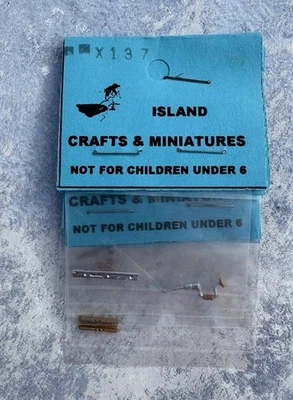 X137
ISLAND
CRAFTS & MINIATURES
NOT FOR CHILDREN UNDER 6
CRAFTS & MINIATURES
NOT FOR CHILDREN UNDER 6